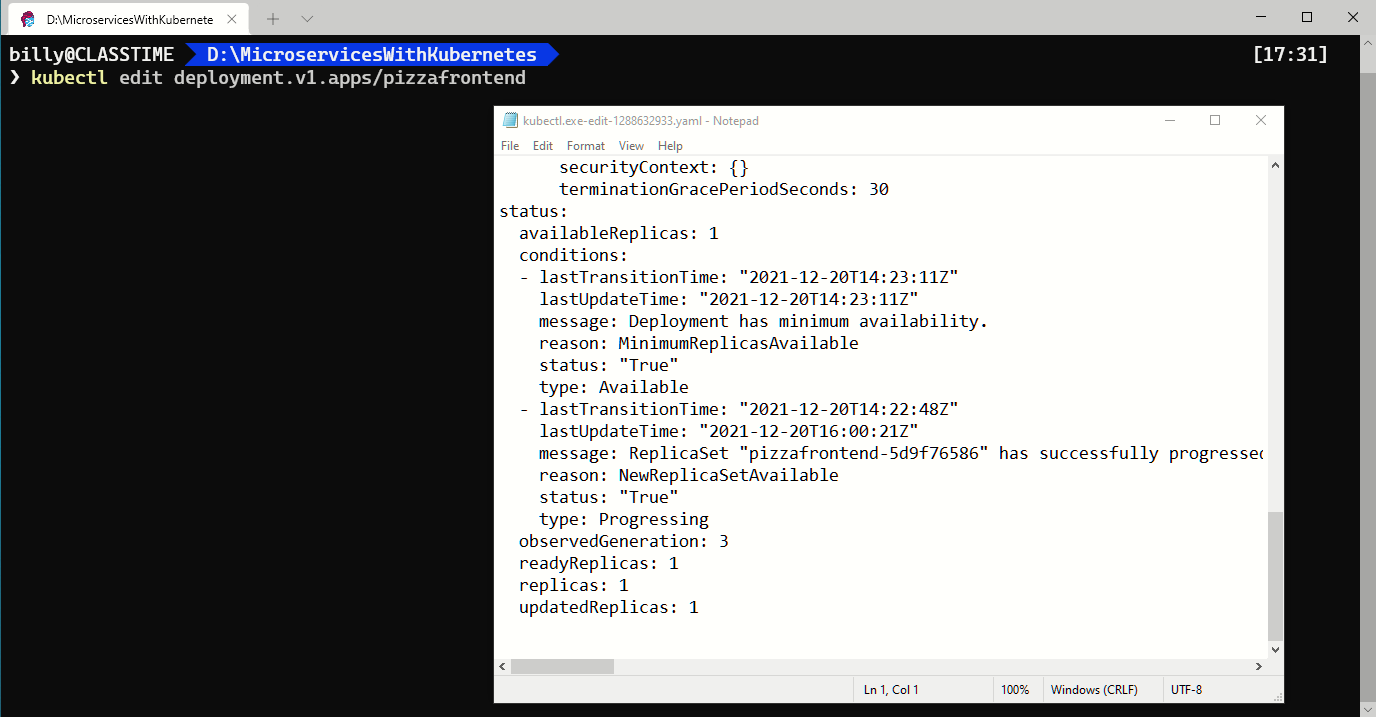 D:\MicroservicesWithKubernete
billy@CLASSTIME D:\MicroservicesWithKubernetes [17:31]
❯ kubectl edit deployment.v1.apps/pizzafrontend
kubectl.exe-edit-1288632933.yaml - Notepad
File Edit Format View Help
securityContext: {}
terminationGracePeriodSeconds: 30
status:
availableReplicas: 1
conditions:
- lastTransitionTime: "2021-12-20T14:23:11Z"
lastUpdateTime: "2021-12-20T14:23:11Z"
message: Deployment has minimum availability.
reason: MinimumReplicasAvailable
status: "True"
type: Available
- lastTransitionTime: "2021-12-20T14:22:48Z"
lastUpdateTime: "2021-12-20T16:00:21Z"
message: ReplicaSet "pizzafrontend-5d9f76586" has successfully progressed
reason: NewReplicaSetAvailable
status: "True"
type: Progressing
observedGeneration: 3
readyReplicas: 1
replicas: 1
updatedReplicas: 1
Ln 1, Col 1 100% Windows (CRLF) UTF-8